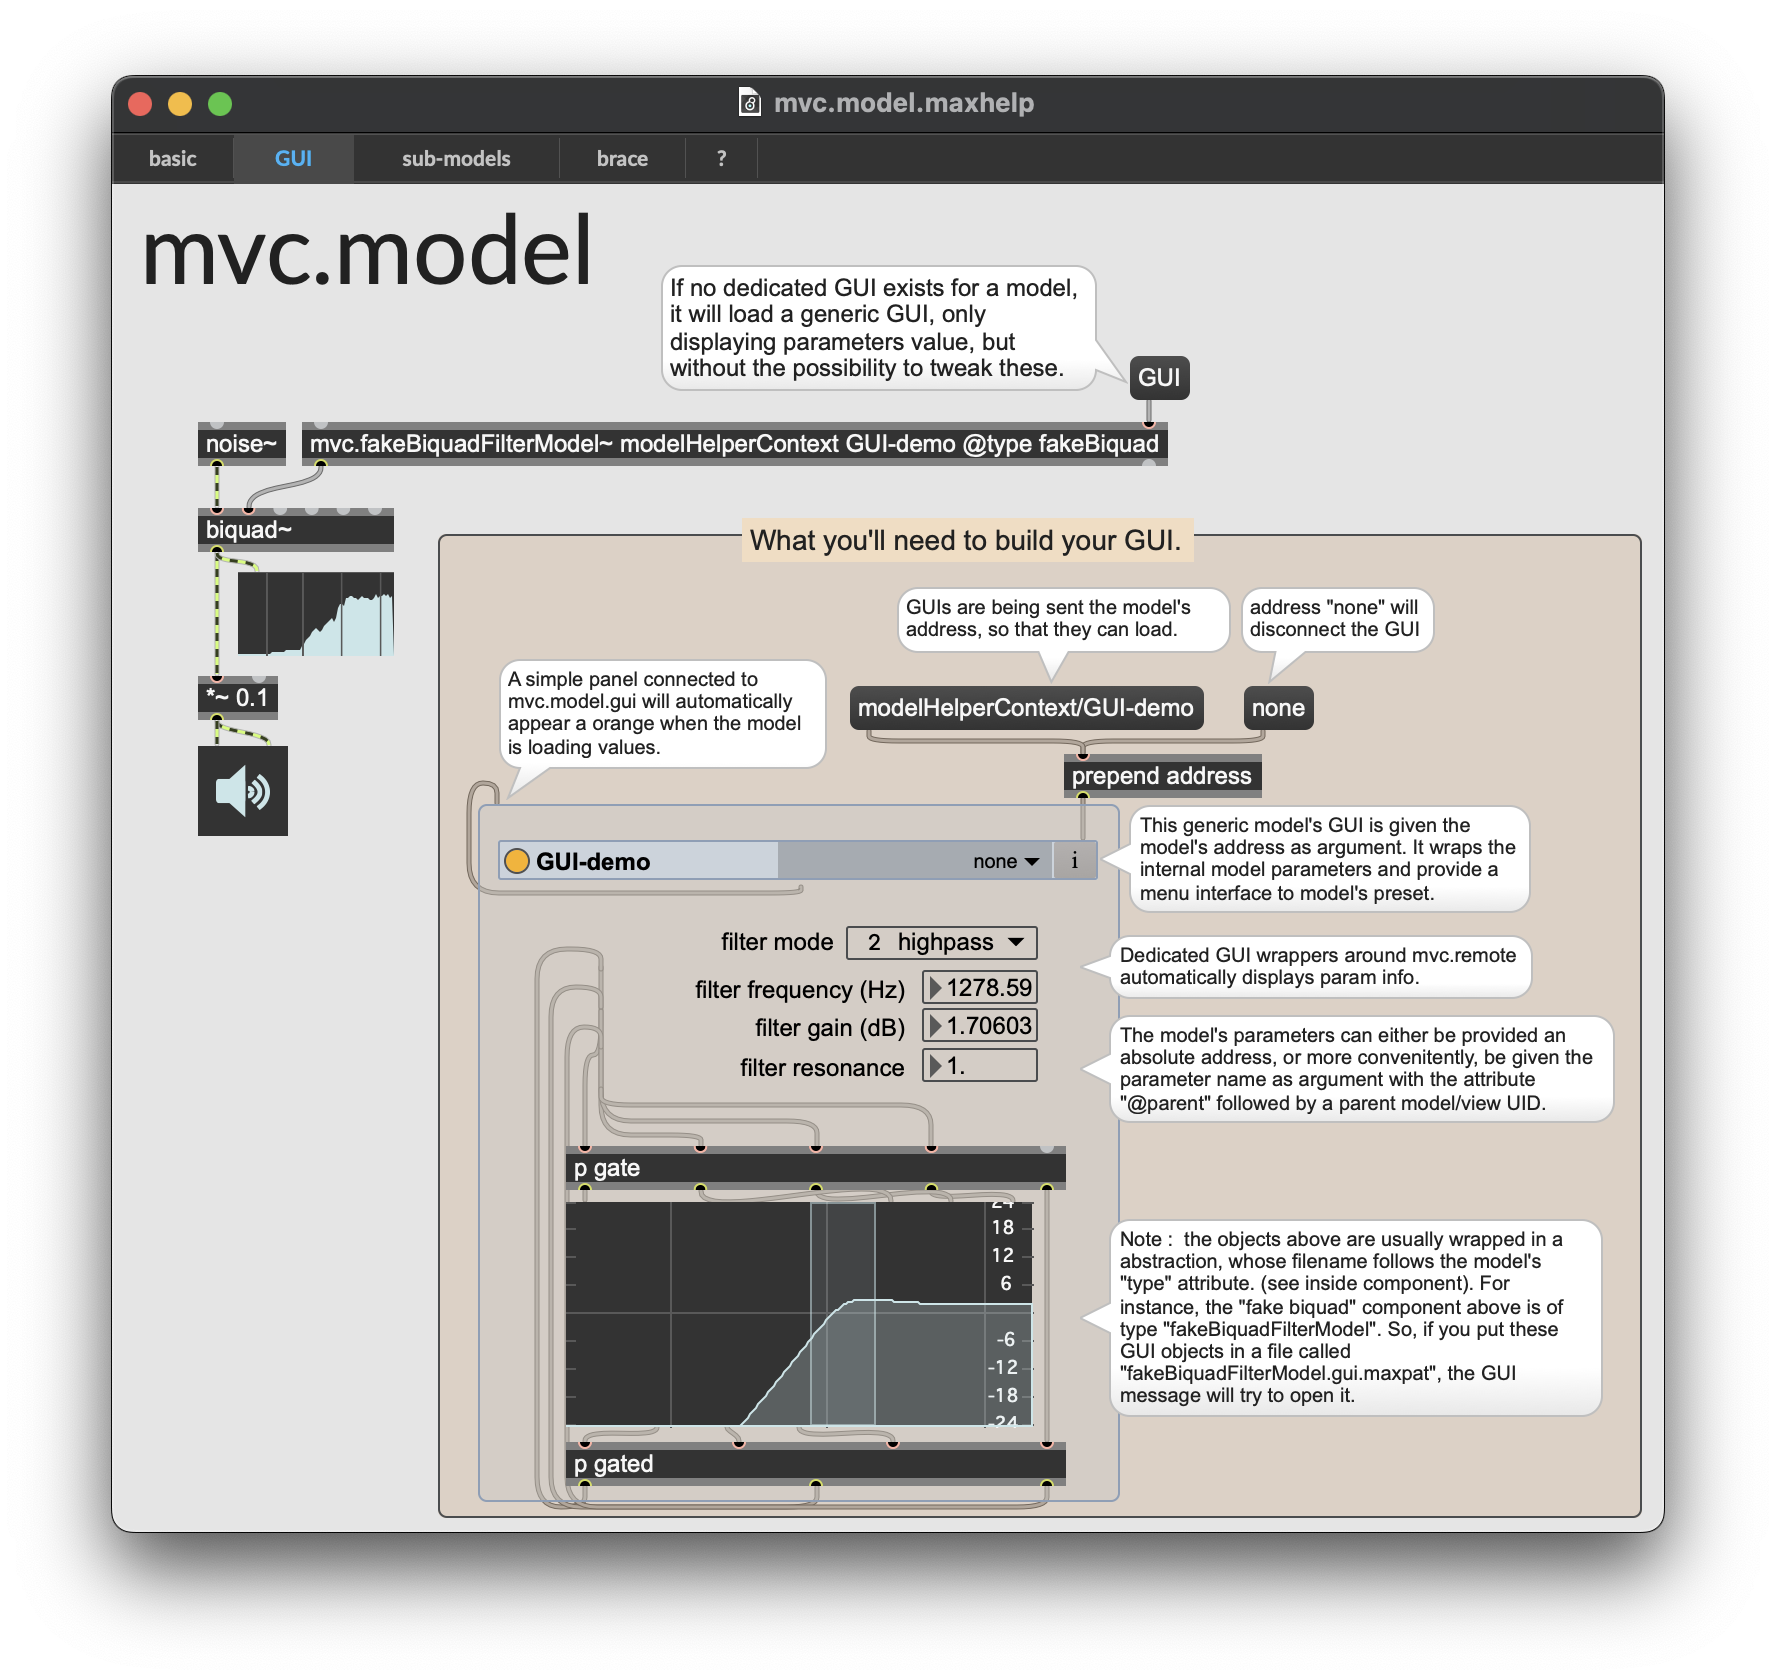 mvc.model.maxhelp
basic
GUI
sub-models
brace
?
mvc.model
If no dedicated GUI exists for a model,
it will load a generic GUI, only
displaying parameters value, but
without the possibility to tweak these.
GUI
noise~
mvc.fakeBiquadFilterModel~ modelHelperContext GUI-demo @type fakeBiquad
biquad~
*~ 0.1
What you'll need to build your GUI.
GUIs are being sent the model's
address, so that they can load.
address "none" will
disconnect the GUI
A simple panel connected to
mvc.model.gui will automatically
appear a orange when the model
is loading values.
modelHelperContext/GUI-demo
none
prepend address
GUI-demo
none
i
This generic model's GUI is given the
model's address as argument. It wraps the
internal model parameters and provide a
menu interface to model's preset.
filter mode
2 highpass
filter frequency (Hz)
1278.59
filter gain (dB)
1.70603
filter resonance
1.
Dedicated GUI wrappers around mvc.remote
automatically displays param info.
The model's parameters can either be provided an
absolute address, or more convenitently, be given the
parameter name as argument with the attribute
"@parent" followed by a parent model/view UID.
p gate
24
18
12
6
-6
-12
-18
-24
Note :  the objects above are usually wrapped in a
abstraction, whose filename follows the model's
"type" attribute. (see inside component). For
instance, the "fake biquad" component above is of
type "fakeBiquadFilterModel". So, if you put these
GUI objects in a file called
"fakeBiquadFilterModel.gui.maxpat", the GUI
message will try to open it.
p gated